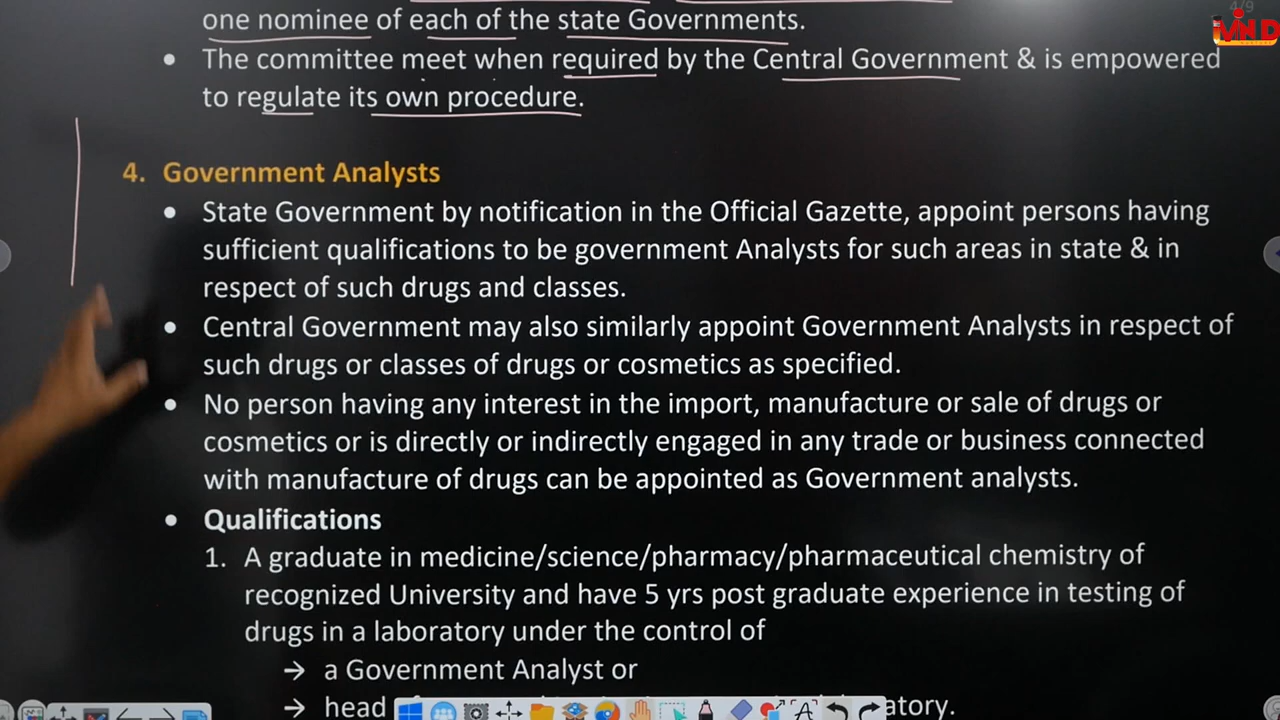 one nominee of each of the state Governments.
4/9
MND
• The committee meet when required by the Central Government & is empowered
to regulate its own procedure.
4. Government Analysts
• State Government by notification in the Official Gazette, appoint persons having
sufficient qualifications to be government Analysts for such areas in state & in
respect of such drugs and classes.
• Central Government may also similarly appoint Government Analysts in respect of
such drugs or classes of drugs or cosmetics as specified.
• No person having any interest in the import, manufacture or sale of drugs or
cosmetics or is directly or indirectly engaged in any trade or business connected
with manufacture of drugs can be appointed as Government analysts.
• Qualifications
1. A graduate in medicine/science/pharmacy/pharmaceutical chemistry of
recognized University and have 5 yrs post graduate experience in testing of
drugs in a laboratory under the control of
→ a Government Analyst or
→ head